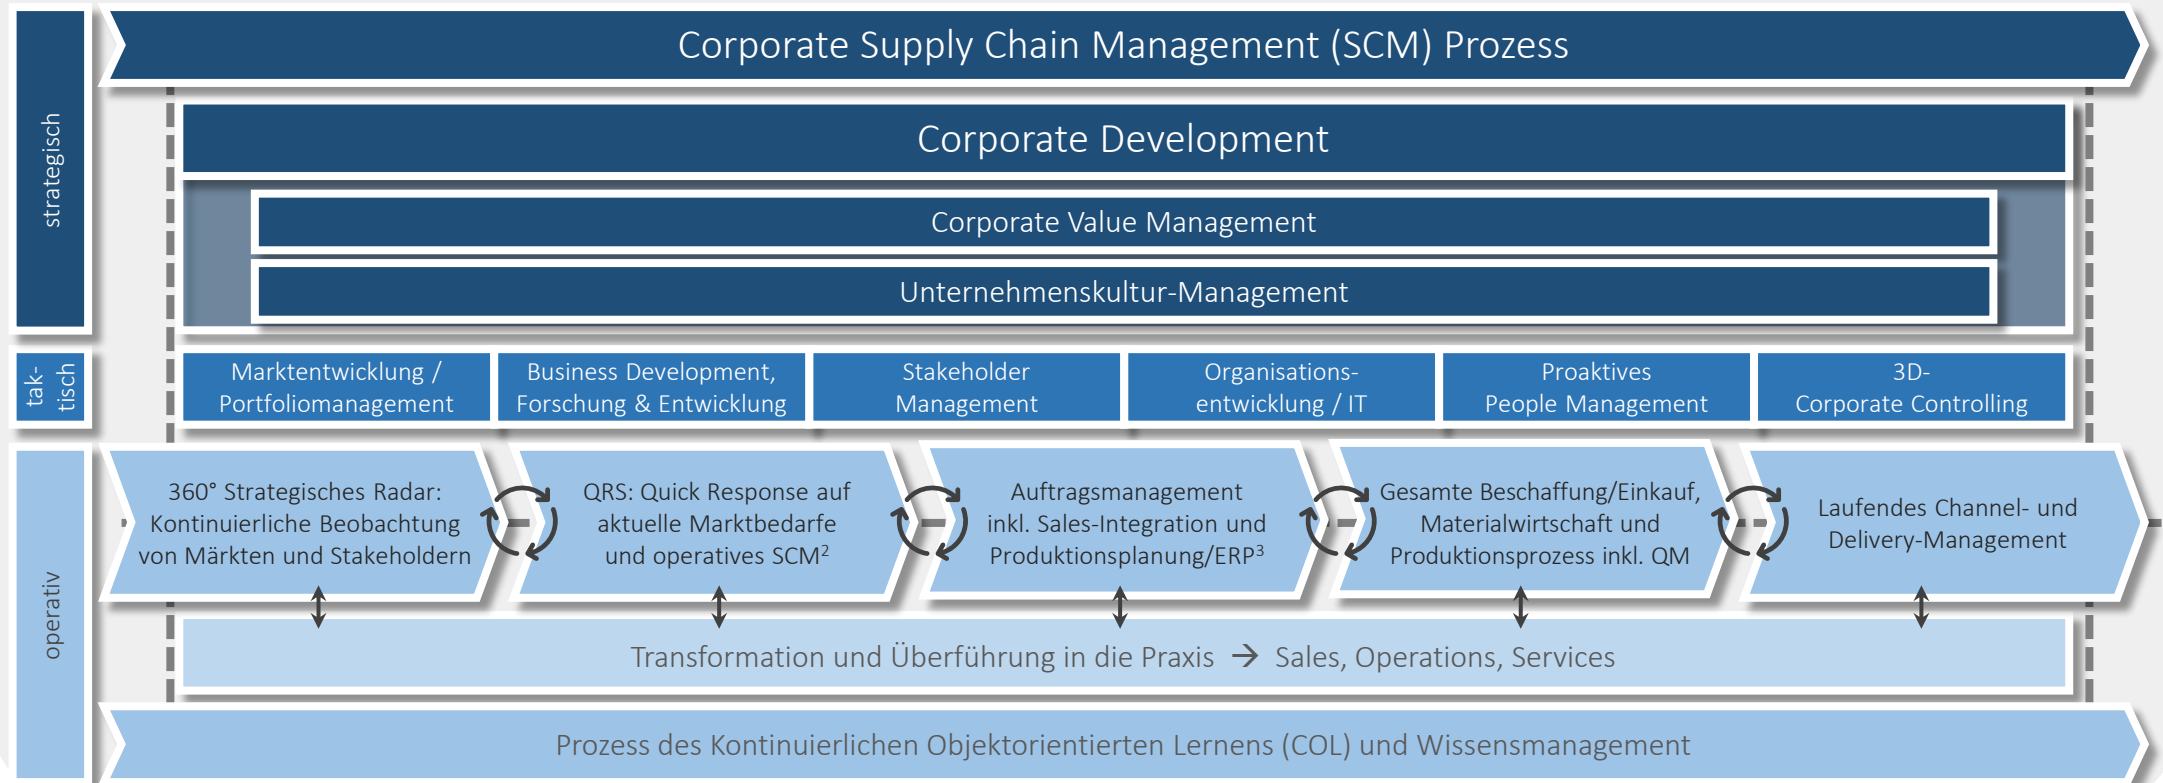 Corporate Supply Chain Management (SCM) Prozess
strategisch
Corporate Development
Corporate Value Management
Unternehmenskultur-Management
tak-
tisch
Marktentwicklung /
Portfoliomanagement
Business Development,
Forschung & Entwicklung
Stakeholder
Management
Organisations-
entwicklung / IT
Proaktives
People Management
3D-
Corporate Controlling
operativ
360° Strategisches Radar:
Kontinuierliche Beobachtung
von Märkten und Stakeholdern
QRS: Quick Response auf
aktuelle Marktbedarfe
und operatives SCM²
Auftragsmanagement
inkl. Sales-Integration und
Produktionsplanung/ERP³
Gesamte Beschaffung/Einkauf,
Materialwirtschaft und
Produktionsprozess inkl. QM
Laufendes Channel- und
Delivery-Management
Transformation und Überführung in die Praxis → Sales, Operations, Services
Prozess des Kontinuierlichen Objektorientierten Lernens (COL) und Wissensmanagement